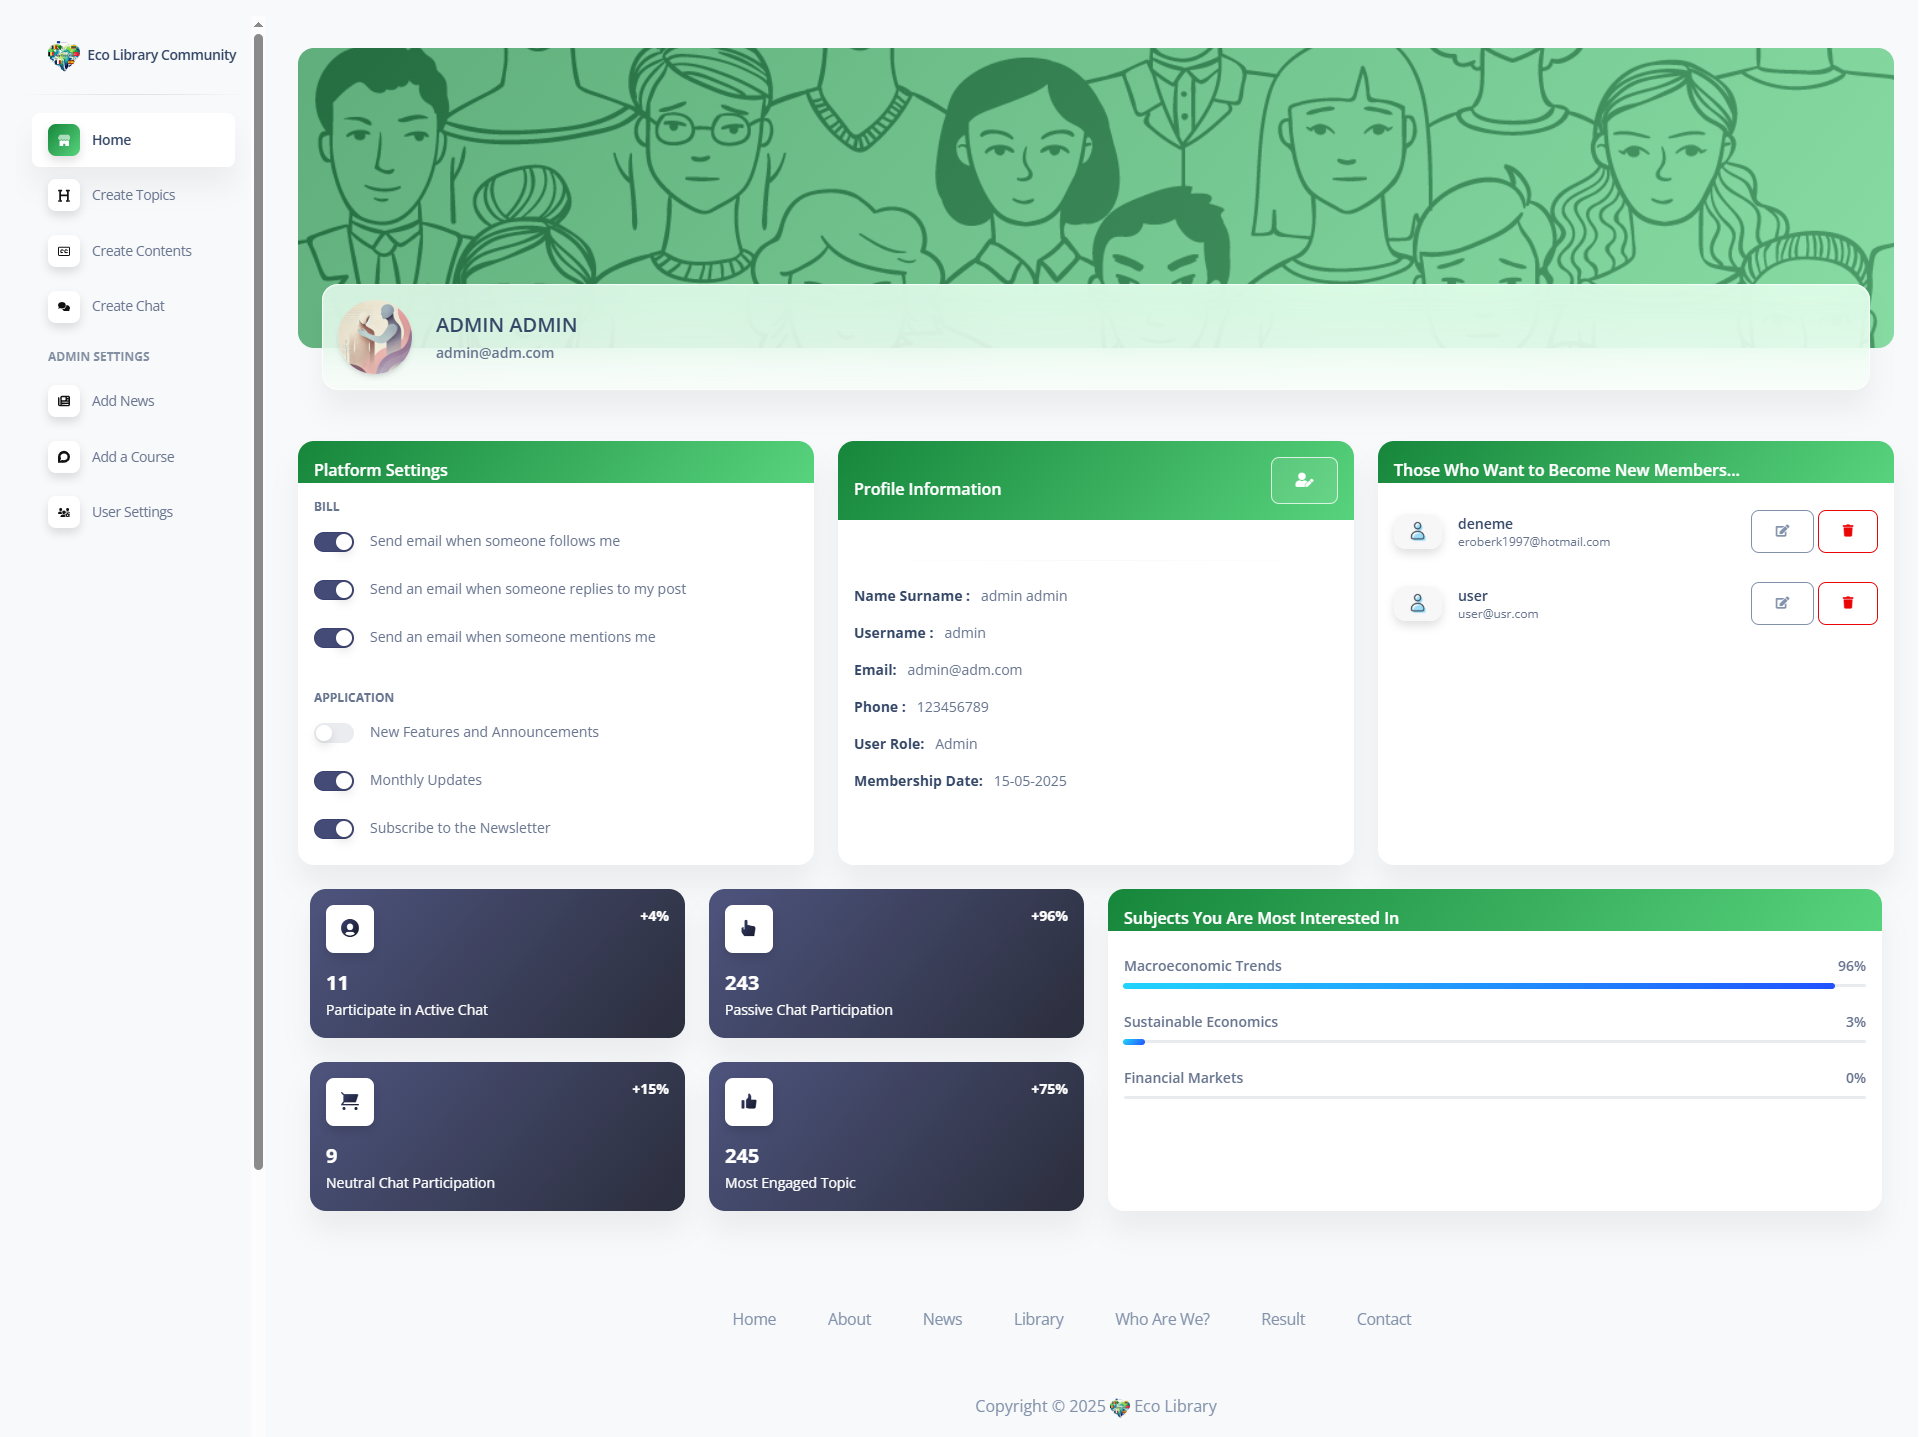 Eco Library Community
Home
Create Topics
Create Contents
Create Chat
ADMIN SETTINGS
Add News
Add a Course
User Settings
ADMIN ADMIN
admin@adm.com
Platform Settings
BILL
Send email when someone follows me
Send an email when someone replies to my post
Send an email when someone mentions me
APPLICATION
New Features and Announcements
Monthly Updates
Subscribe to the Newsletter
Profile Information
Name Surname : admin admin
Username : admin
Email: admin@adm.com
Phone : 123456789
User Role: Admin
Membership Date: 15-05-2025
Those Who Want to Become New Members...
deneme
eroberk1997@hotmail.com
user
user@usr.com
+4%
11
Participate in Active Chat
+96%
243
Passive Chat Participation
+15%
9
Neutral Chat Participation
+75%
245
Most Engaged Topic
Subjects You Are Most Interested In
Macroeconomic Trends 96%
Sustainable Economics 3%
Financial Markets 0%
Home About News Library Who Are We? Result Contact
Copyright © 2025 Eco Library